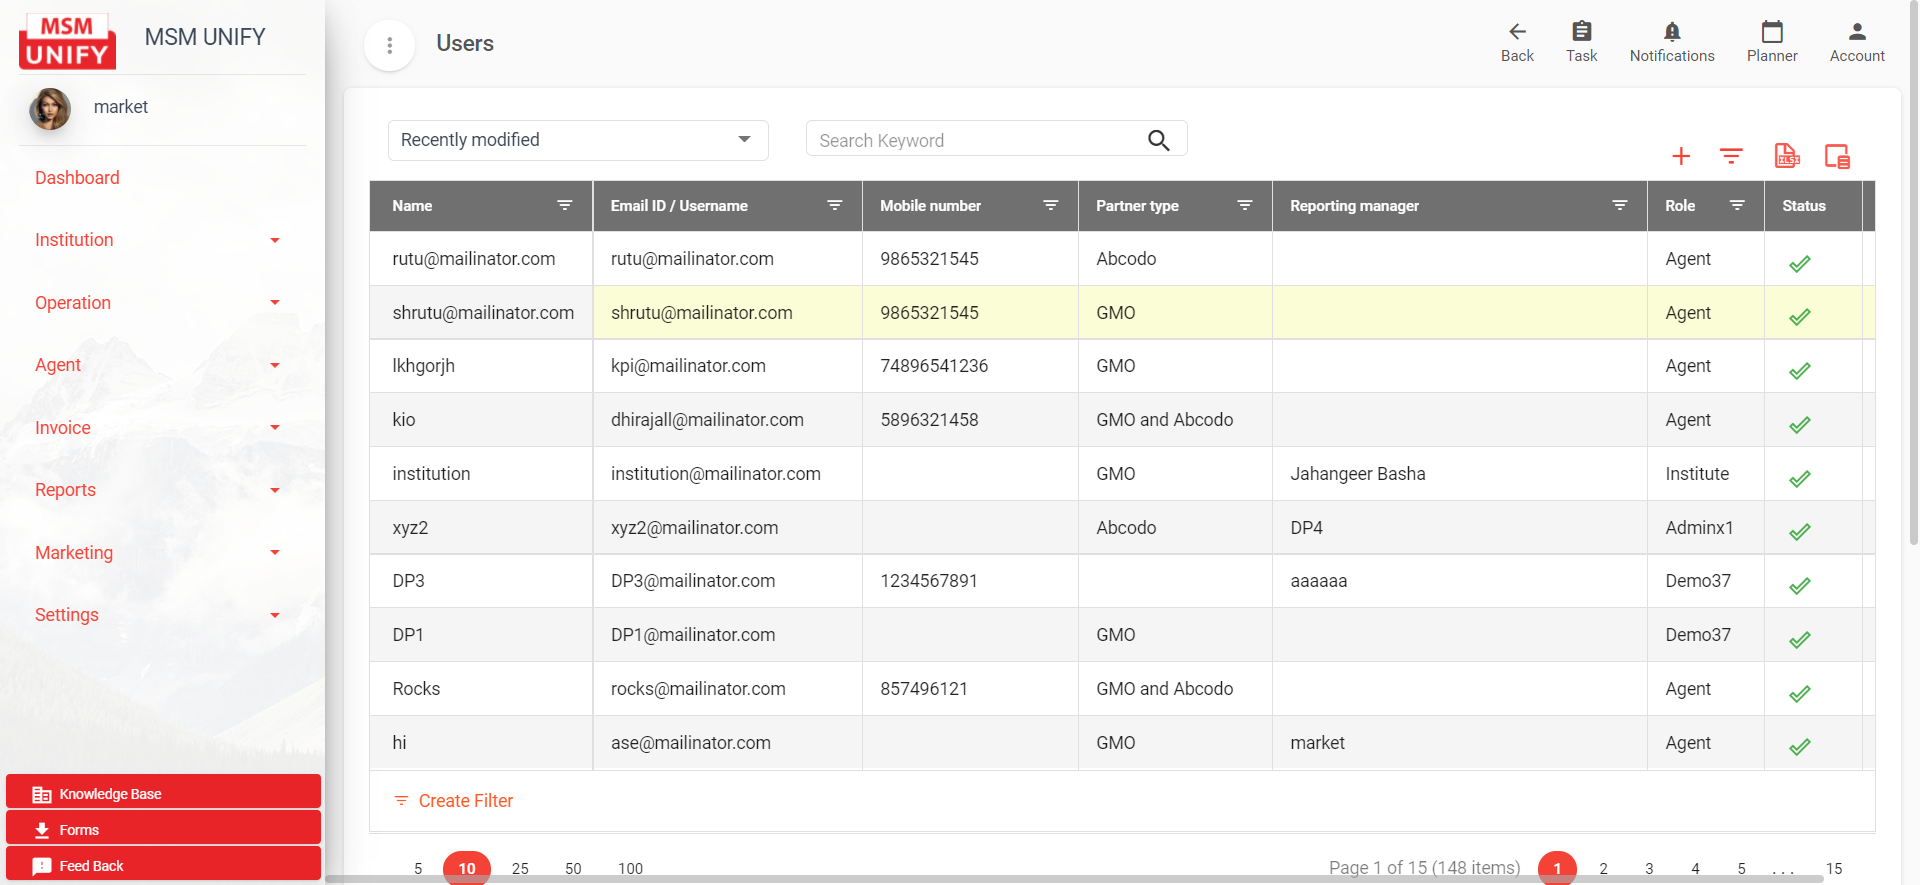 MSM
UNIFY
MSM UNIFY
market
Dashboard
Institution
Operation
Agent
Invoice
Reports
Marketing
Settings
Knowledge Base
Forms
Feed Back
Users
Back Task Notifications Planner Account
Recently modified
Search Keyword
XLSX
Name Email ID / Username Mobile number Partner type Reporting manager Role Status
rutu@mailinator.com rutu@mailinator.com 9865321545 Abcodo Agent
shrutu@mailinator.com shrutu@mailinator.com 9865321545 GMO Agent
lkhgorjh kpi@mailinator.com 74896541236 GMO Agent
kio dhirajall@mailinator.com 5896321458 GMO and Abcodo Agent
institution institution@mailinator.com GMO Jahangeer Basha Institute
xyz2 xyz2@mailinator.com Abcodo DP4 Adminx1
DP3 DP3@mailinator.com 1234567891 aaaaaa Demo37
DP1 DP1@mailinator.com GMO Demo37
Rocks rocks@mailinator.com 857496121 GMO and Abcodo Agent
hi ase@mailinator.com GMO market Agent
Create Filter
5 10 25 50 100 Page 1 of 15 (148 items) 1 2 3 4 5 . . . 15